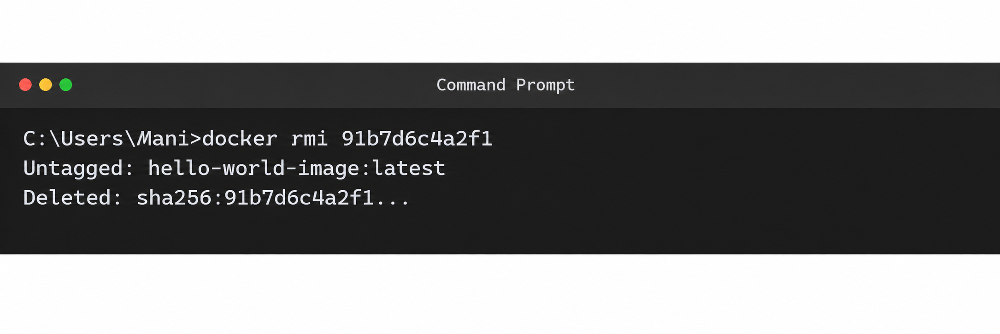 Command Prompt
C:\Users\Mani>docker rmi 91b7d6c4a2f1
Untagged: hello-world-image:latest
Deleted: sha256:91b7d6c4a2f1...